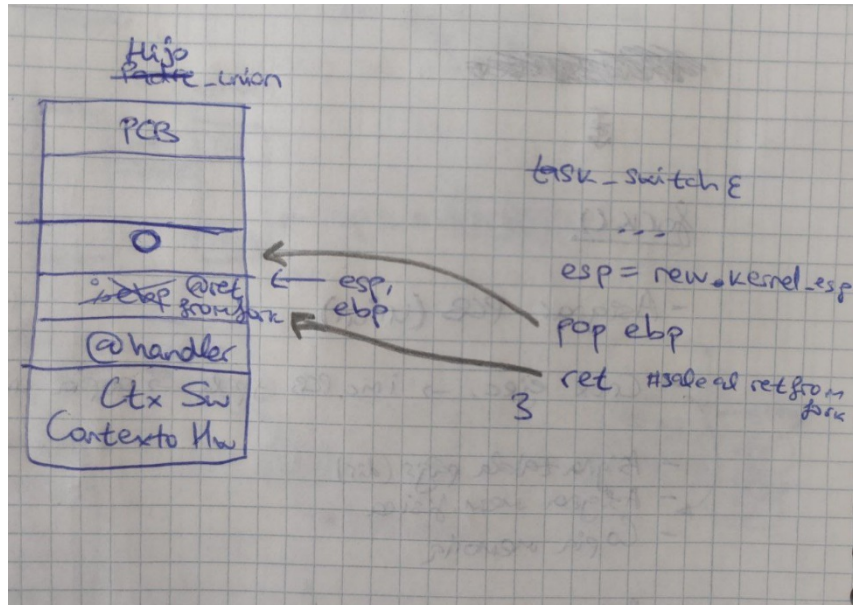 Hijo
Padre_union
PCB
0
@ret
from fork
@handler
Ctx Sw
Contexto Hw
esp,
ebp
task_switch {
...
esp = new.kernel_esp
pop ebp
ret #sale al ret from
fork
3